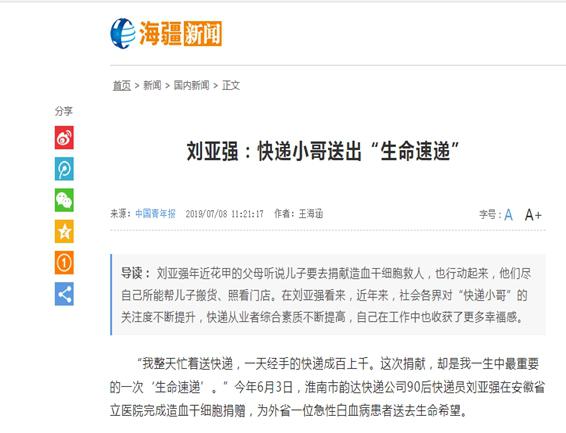 海疆新闻
首页 > 新闻 > 国内新闻 > 正文
分享
刘亚强：快递小哥送出“生命速递”
来源：中国青年报 2019/07/08 11:21:17 作者：王海涵 字号：A A+
导读： 刘亚强年近花甲的父母听说儿子要去捐献造血干细胞救人，也行动起来，他们尽
自己所能帮儿子搬货、照看门店。在刘亚强看来，近年来，社会各界对“快递小哥”的
关注度不断提升，快递从业者综合素质不断提高，自己在工作中也收获了更多幸福感。
“我整天忙着送快递，一天经手的快递成百上千。这次捐献，却是我一生中最重要
的一次‘生命速递’。”今年6月3日，淮南市韵达快递公司90后快递员刘亚强在安徽省
立医院完成造血干细胞捐赠，为外省一位急性白血病患者送去生命希望。